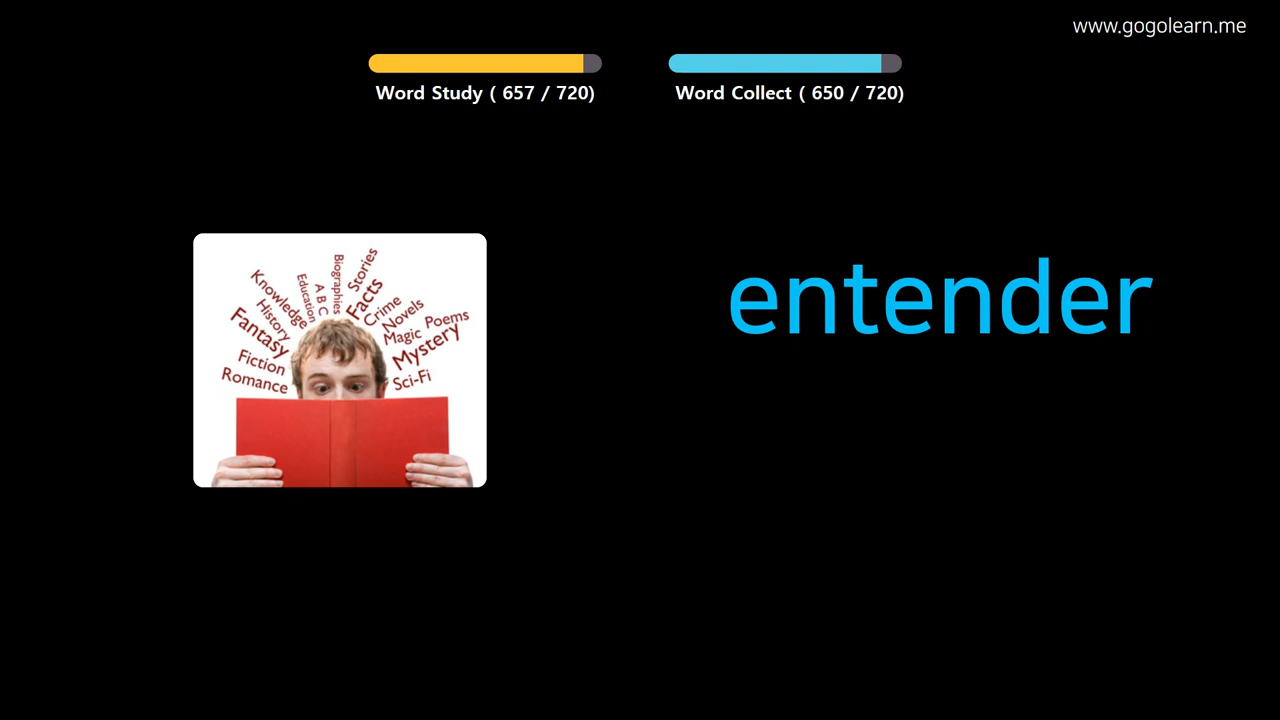 www.gogolearn.me
Word Study ( 657 / 720)
Word Collect ( 650 / 720)
entender
Stories
Biographies
Facts
A B C
Education
Knowledge
Crime
History
Novels
Fantasy
Magic
Poems
Mystery
Fiction
Romance
Sci-Fi